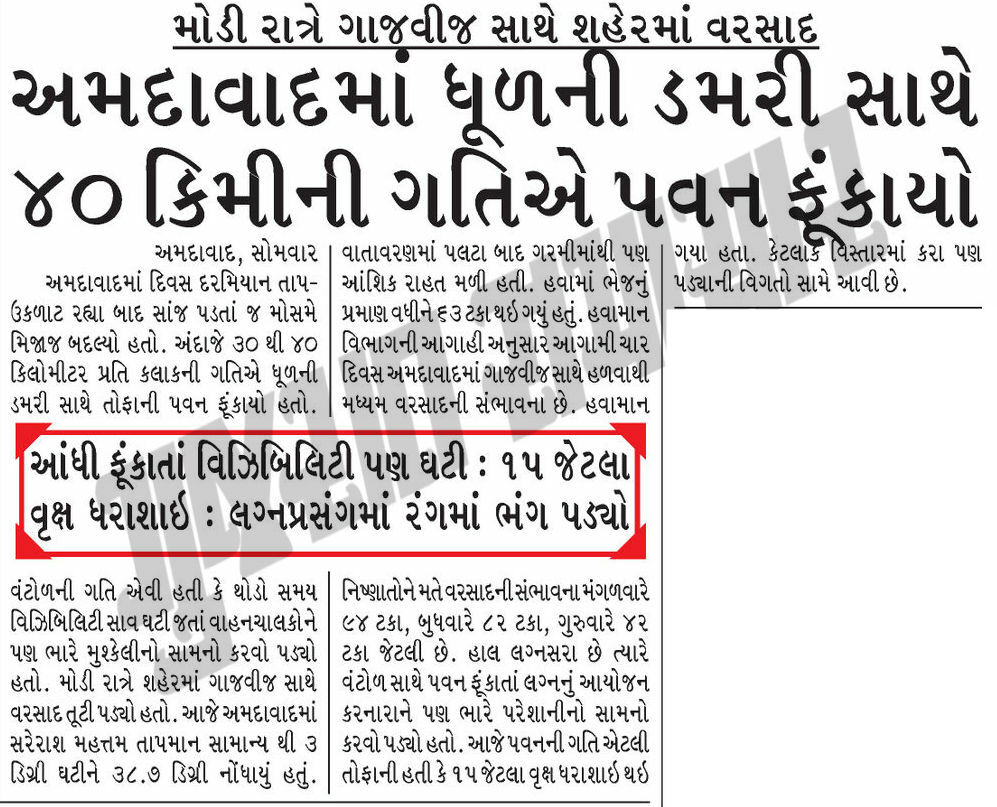 મોડી રાત્રે ગાજવીજ સાથે શહેરમાં વરસાદ
અમદાવાદમાં ધૂળની ડમરી સાથે
૪૦ કિમીની ગતિએ પવન ફૂંકાયો
અમદાવાદ, સોમવાર
અમદાવાદમાં દિવસ દરમિયાન તાપ-
ઉકળાટ રહ્યા બાદ સાંજ પડતાં જ મોસમે
મિજાજ બદલ્યો હતો. અંદાજે ૩૦ થી ૪૦
કિલોમીટર પ્રતિ કલાકની ગતિએ ધૂળની
ડમરી સાથે તોફાની પવન ફૂંકાયો હતો.
આંધી ફૂંકાતાં વિઝિબિલિટી પણ ઘટી : ૧૫ જેટલા
વૃક્ષ ધરાશાઇ : લગ્નપ્રસંગમાં રંગમાં ભંગ પડ્યો
વંટોળની ગતિ એવી હતી કે થોડો સમય
વિઝિબિલિટી સાવ ઘટી જતાં વાહનચાલકોને
પણ ભારે મુશ્કેલીનો સામનો કરવો પડ્યો
હતો. મોડી રાત્રે શહેરમાં ગાજવીજ સાથે
વરસાદ તૂટી પડ્યો હતો. આજે અમદાવાદમાં
સરેરાશ મહત્તમ તાપમાન સામાન્ય થી ૩
ડિગ્રી ઘટીને ૩૮.૭ ડિગ્રી નોંધાયું હતું.
વાતાવરણમાં પલટા બાદ ગરમીમાંથી પણ
આંશિક રાહત મળી હતી. હવામાં ભેજનું
પ્રમાણ વધીને ૬૩ ટકા થઇ ગયું હતું. હવામાન
વિભાગની આગાહી અનુસાર આગામી ચાર
દિવસ અમદાવાદમાં ગાજવીજ સાથે હળવાથી
મધ્યમ વરસાદની સંભાવના છે. હવામાન
નિષ્ણાતોને મતે વરસાદની સંભાવના મંગળવારે
૯૪ ટકા, બુધવારે ૮૨ ટકા, ગુરુવારે ૪૨
ટકા જેટલી છે. હાલ લગ્નસરા છે ત્યારે
વંટોળ સાથે પવન ફૂંકાતાં લગ્નનું આયોજન
કરનારાને પણ ભારે પરેશાનીનો સામનો
કરવો પડ્યો હતો. આજે પવનની ગતિ એટલી
તોફાની હતી કે ૧૫ જેટલા વૃક્ષ ધરાશાઇ થઇ
ગયા હતા. કેટલાક વિસ્તારમાં કરા પણ
પડ્યાની વિગતો સામે આવી છે.
ગુજરાત સમાચાર